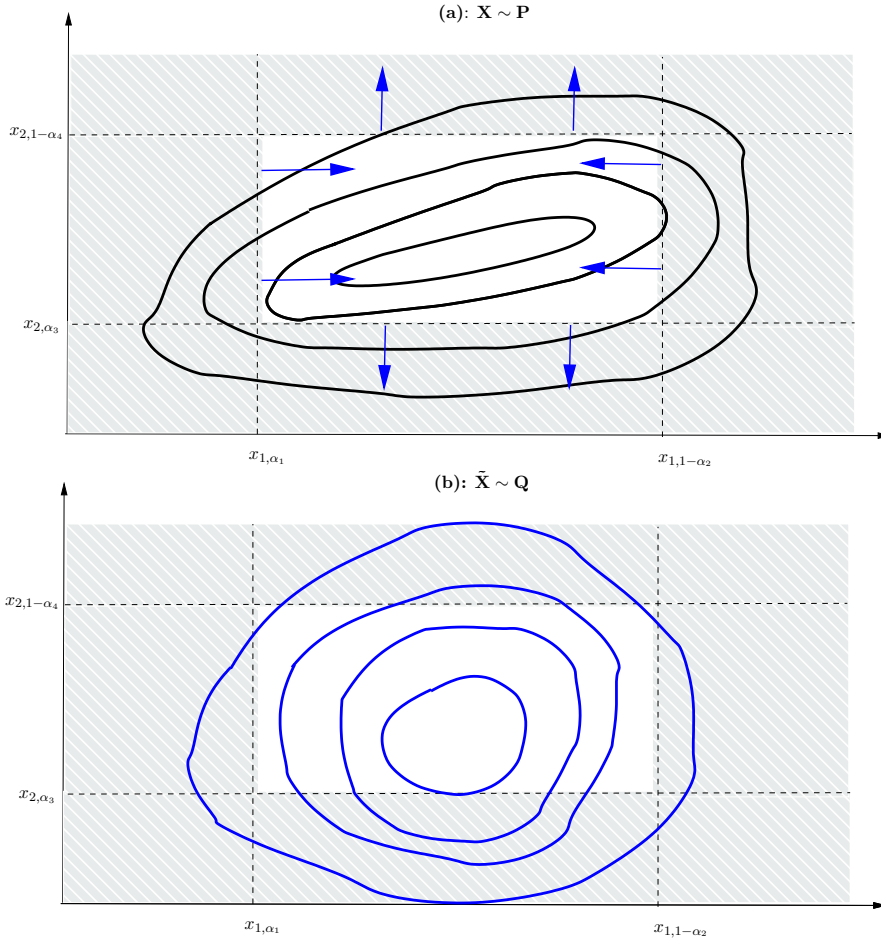 (a): X ∼ P
x_{2,1−α_4}
x_{2,α_3}
x_{1,α_1} x_{1,1−α_2}
(b): X̃ ∼ Q
x_{2,1−α_4}
x_{2,α_3}
x_{1,α_1} x_{1,1−α_2}